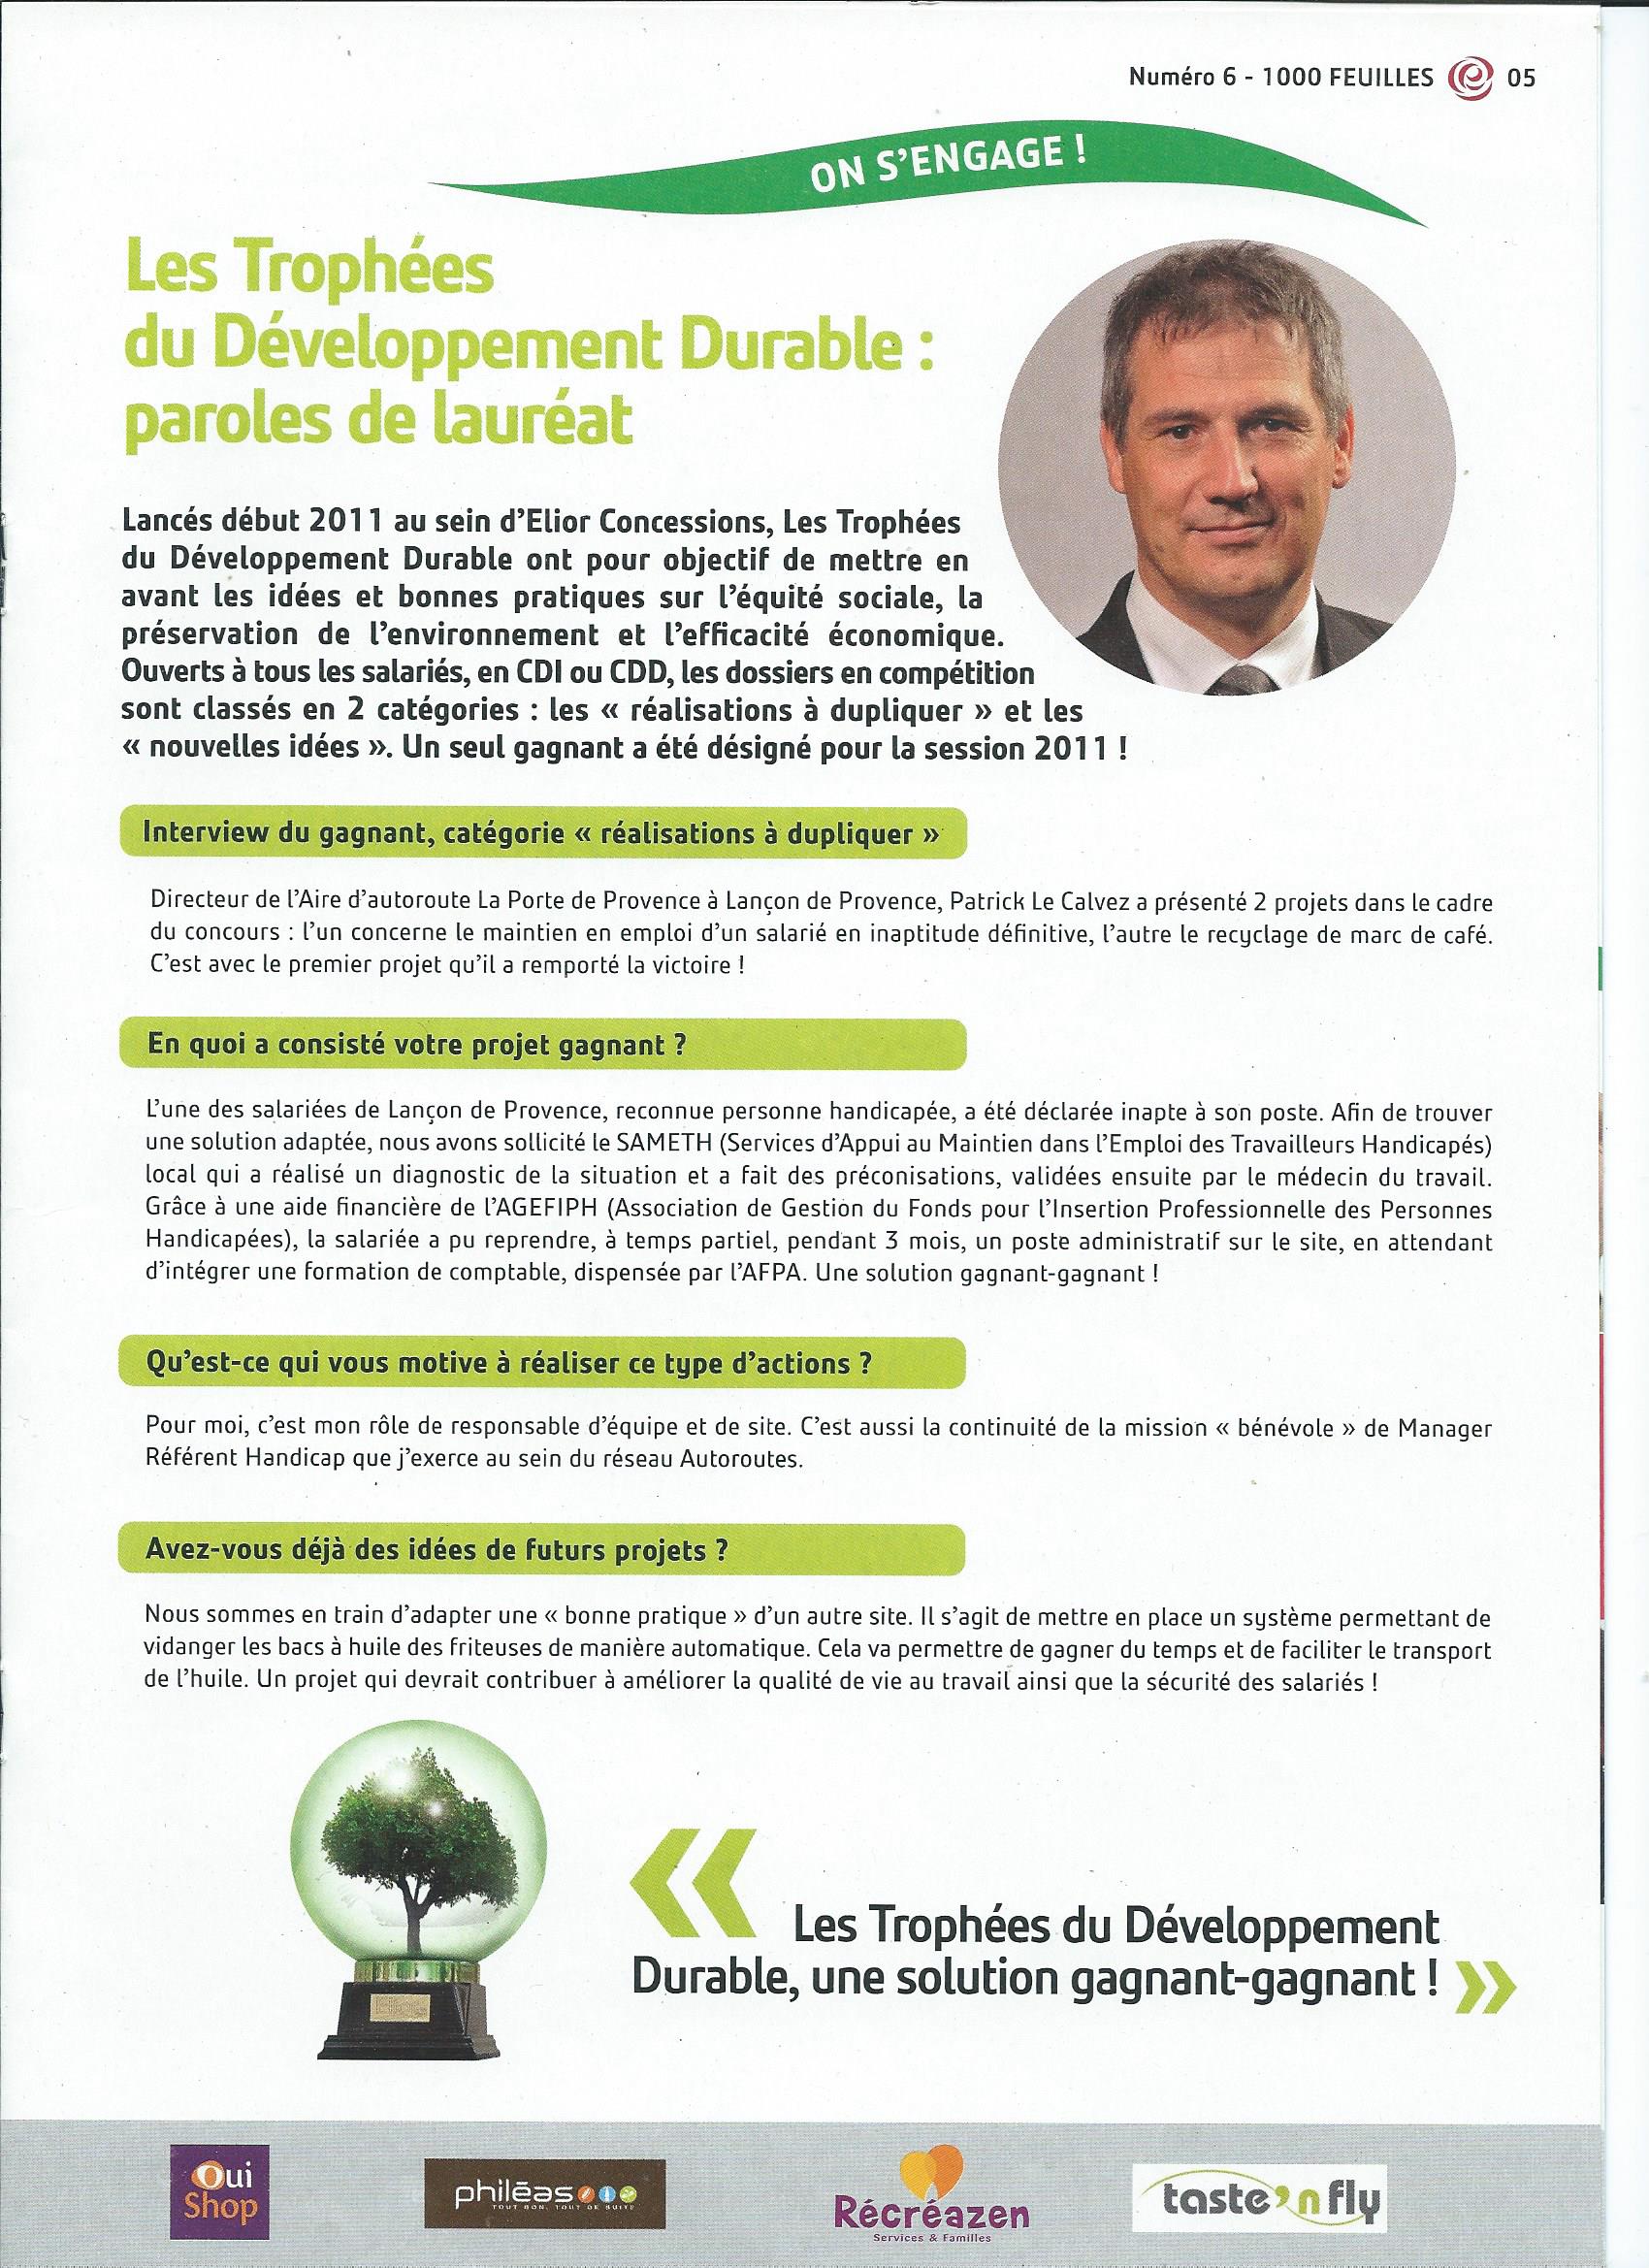 Numéro 6 - 1000 FEUILLES 05
ON S'ENGAGE !
Les Trophées
du Développement Durable :
paroles de lauréat
Lancés début 2011 au sein d'Elior Concessions, Les Trophées
du Développement Durable ont pour objectif de mettre en
avant les idées et bonnes pratiques sur l'équité sociale, la
préservation de l'environnement et l'efficacité économique.
Ouverts à tous les salariés, en CDI ou CDD, les dossiers en compétition
sont classés en 2 catégories : les « réalisations à dupliquer » et les
« nouvelles idées ». Un seul gagnant a été désigné pour la session 2011 !
Interview du gagnant, catégorie « réalisations à dupliquer »
Directeur de l'Aire d'autoroute La Porte de Provence à Lançon de Provence, Patrick Le Calvez a présenté 2 projets dans le cadre
du concours : l'un concerne le maintien en emploi d'un salarié en inaptitude définitive, l'autre le recyclage de marc de café.
C'est avec le premier projet qu'il a remporté la victoire !
En quoi a consisté votre projet gagnant ?
L'une des salariées de Lançon de Provence, reconnue personne handicapée, a été déclarée inapte à son poste. Afin de trouver
une solution adaptée, nous avons sollicité le SAMETH (Services d'Appui au Maintien dans l'Emploi des Travailleurs Handicapés)
local qui a réalisé un diagnostic de la situation et a fait des préconisations, validées ensuite par le médecin du travail.
Grâce à une aide financière de l'AGEFIPH (Association de Gestion du Fonds pour l'Insertion Professionnelle des Personnes
Handicapées), la salariée a pu reprendre, à temps partiel, pendant 3 mois, un poste administratif sur le site, en attendant
d'intégrer une formation de comptable, dispensée par l'AFPA. Une solution gagnant-gagnant !
Qu'est-ce qui vous motive à réaliser ce type d'actions ?
Pour moi, c'est mon rôle de responsable d'équipe et de site. C'est aussi la continuité de la mission « bénévole » de Manager
Référent Handicap que j'exerce au sein du réseau Autoroutes.
Avez-vous déjà des idées de futurs projets ?
Nous sommes en train d'adapter une « bonne pratique » d'un autre site. Il s'agit de mettre en place un système permettant de
vidanger les bacs à huile des friteuses de manière automatique. Cela va permettre de gagner du temps et de faciliter le transport
de l'huile. Un projet qui devrait contribuer à améliorer la qualité de vie au travail ainsi que la sécurité des salariés !
« Les Trophées du Développement
Durable, une solution gagnant-gagnant ! »
Oui
Shop
philéas
TOUT BON, TOUT DE SUITE
Récréazen
Services & Familles
taste'n fly